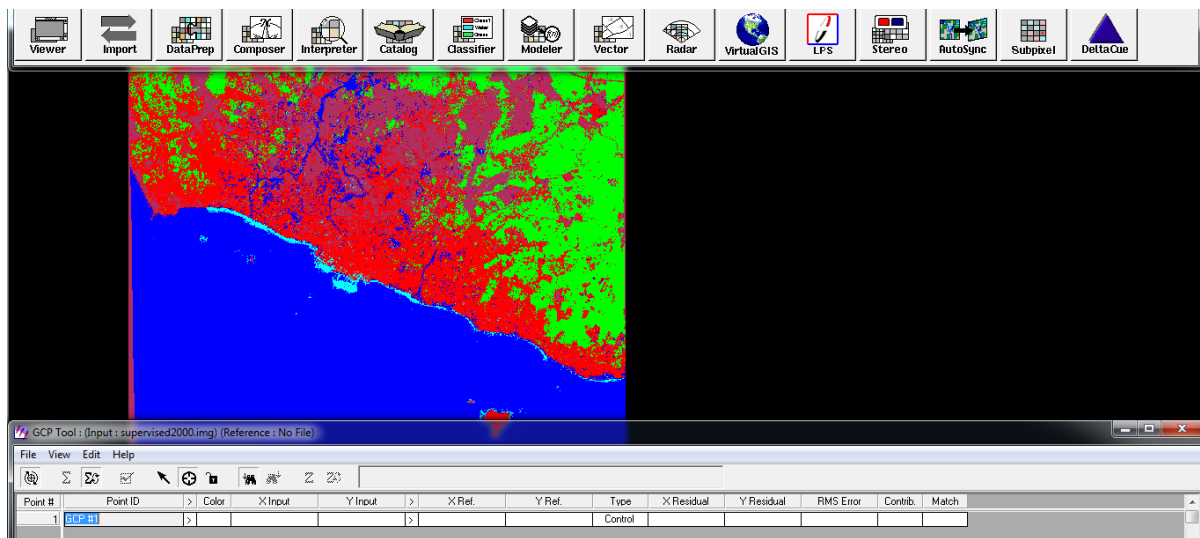 Viewer Import DataPrep Composer Interpreter Catalog Classifier Modeler Vector Radar VirtualGIS LPS Stereo AutoSync Subpixel DeltaCue
GCP Tool : (Input : supervised2000.img) (Reference : No File)
File View Edit Help
Point # Point ID > Color X Input Y Input > X Ref. Y Ref. Type X Residual Y Residual RMS Error Contrib. Match
1 GCP #1 > > Control